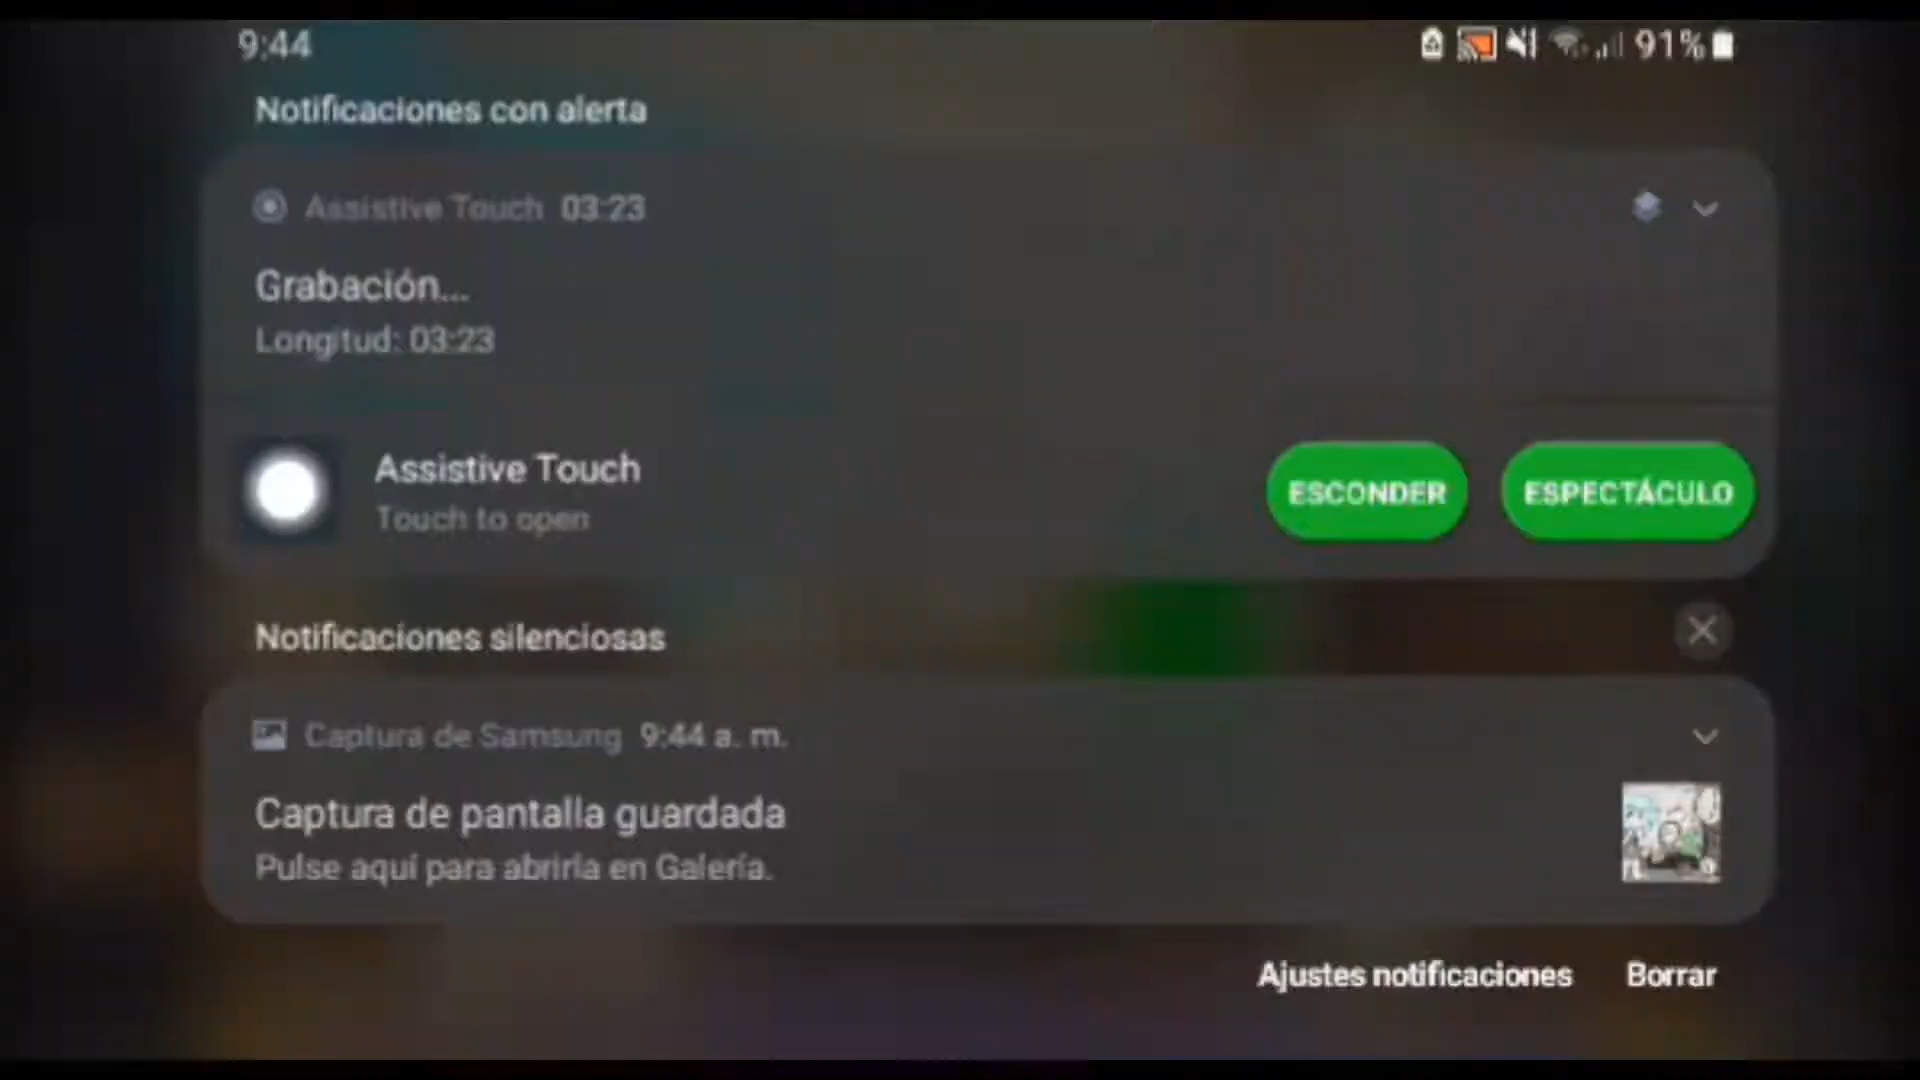 9:44
91%
Notificaciones con alerta
Assistive Touch 03:23
Grabación...
Longitud: 03:23
Assistive Touch
Touch to open
ESCONDER
ESPECTÁCULO
Notificaciones silenciosas
Captura de Samsung 9:44 a. m.
Captura de pantalla guardada
Pulse aquí para abrirla en Galería.
Ajustes notificaciones
Borrar